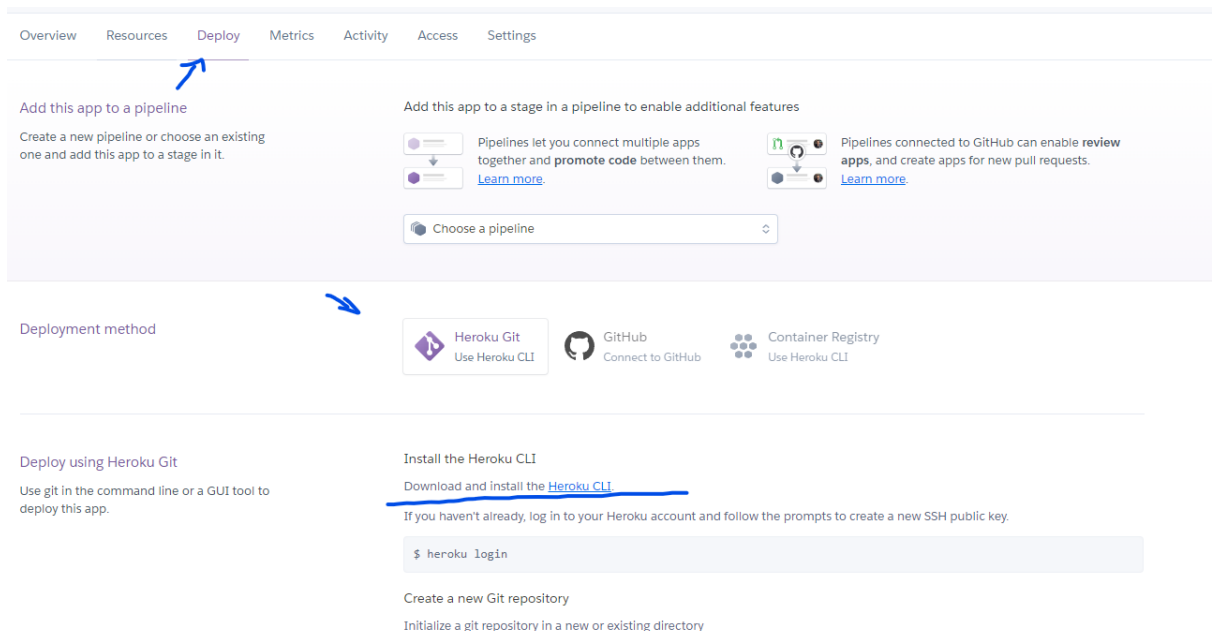 Overview Resources Deploy Metrics Activity Access Settings
Add this app to a pipeline
Create a new pipeline or choose an existing
one and add this app to a stage in it.
Add this app to a stage in a pipeline to enable additional features
Pipelines let you connect multiple apps
together and promote code between them.
Learn more.
Pipelines connected to GitHub can enable review
apps, and create apps for new pull requests.
Learn more.
Choose a pipeline
Deployment method
Heroku Git
Use Heroku CLI
GitHub
Connect to GitHub
Container Registry
Use Heroku CLI
Deploy using Heroku Git
Use git in the command line or a GUI tool to
deploy this app.
Install the Heroku CLI
Download and install the Heroku CLI.
If you haven't already, log in to your Heroku account and follow the prompts to create a new SSH public key.
$ heroku login
Create a new Git repository
Initialize a git repository in a new or existing directory